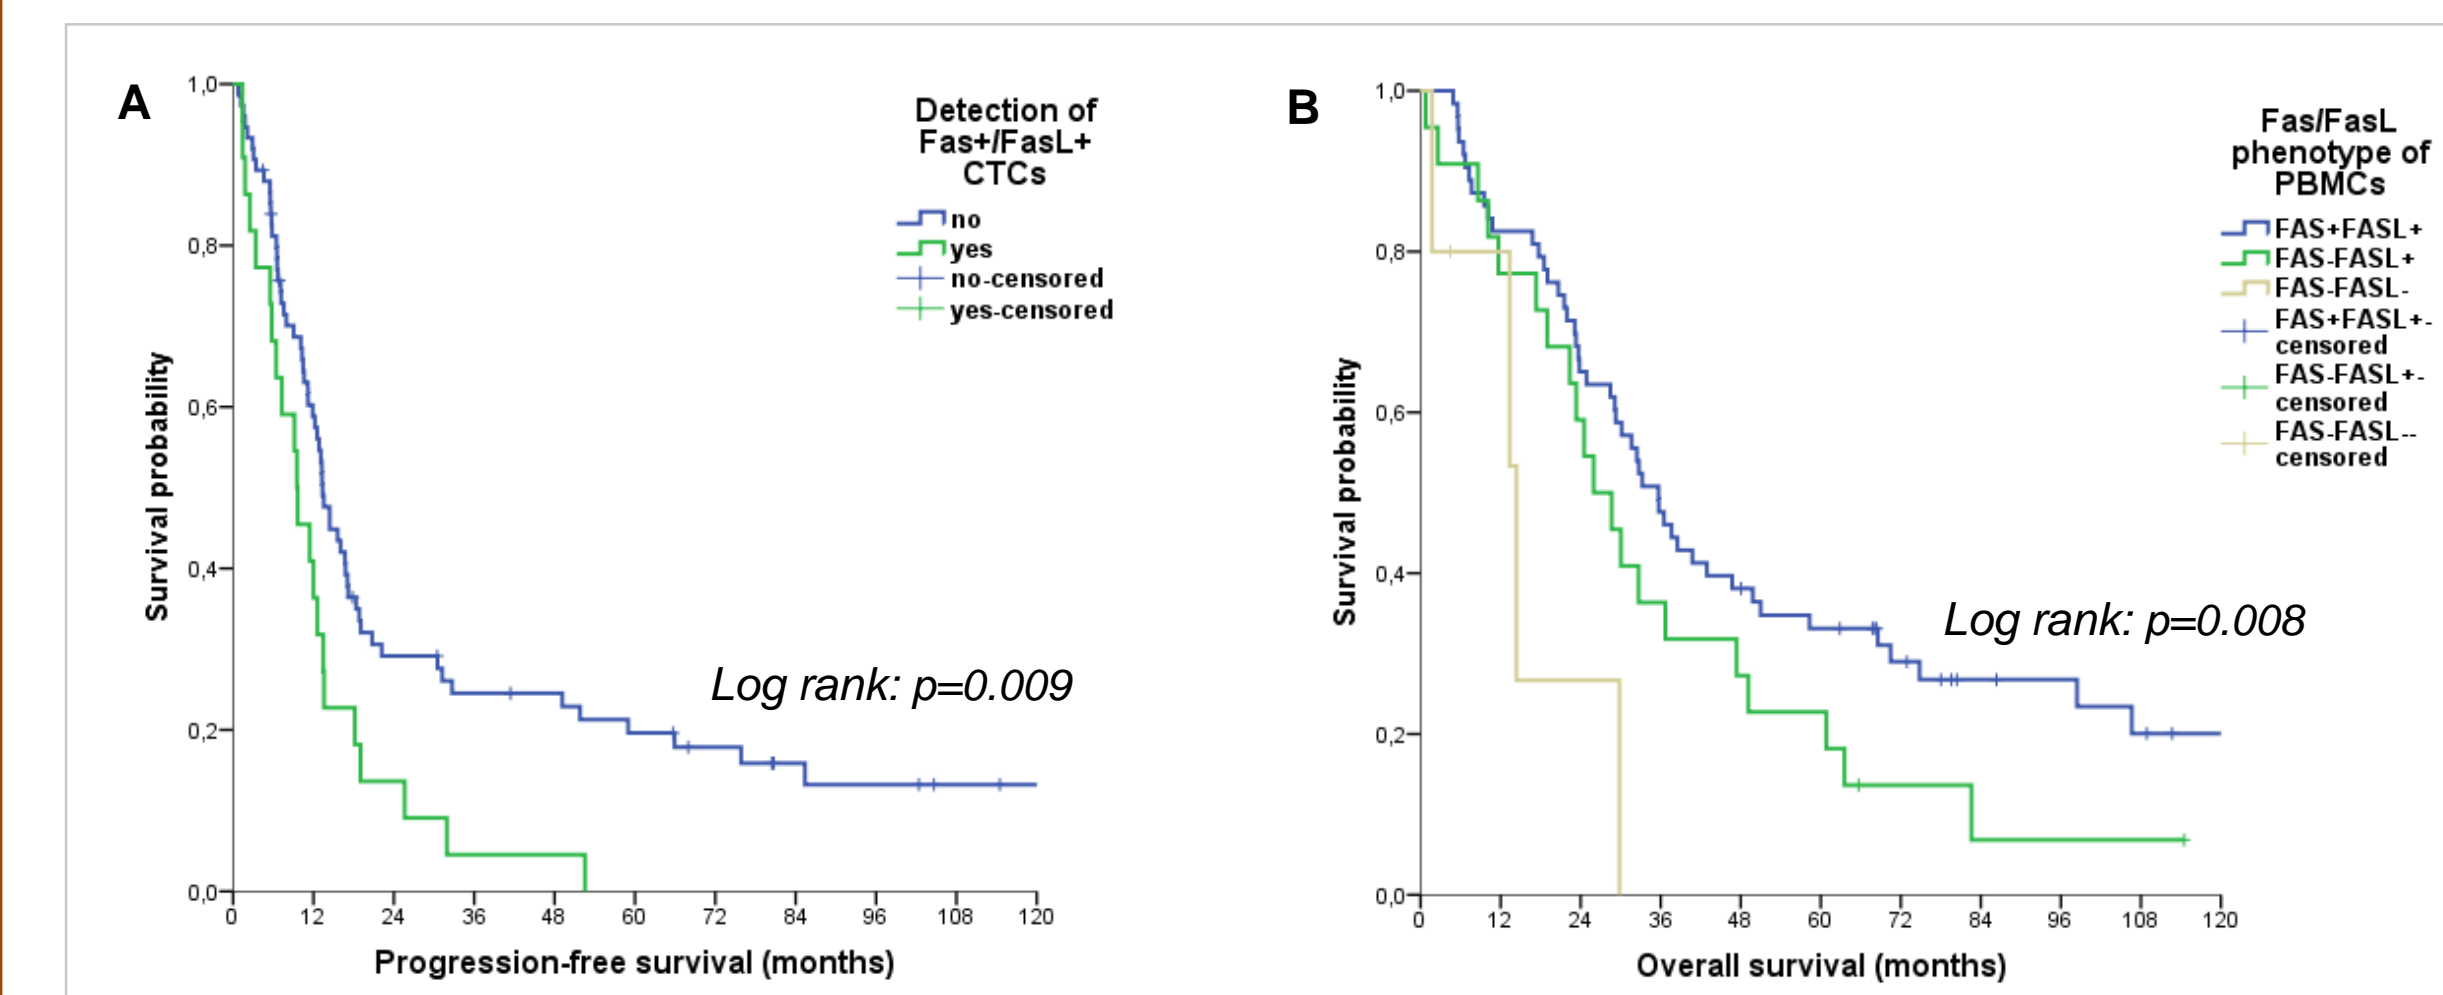 A
1,0
0,8
0,6
0,4
0,2
0,0
Survival probability
0 12 24 36 48 60 72 84 96 108 120
Progression-free survival (months)
Detection of
Fas+/FasL+
CTCs
no
yes
no-censored
yes-censored
Log rank: p=0.009
B
1,0
0,8
0,6
0,4
0,2
0,0
Survival probability
0 12 24 36 48 60 72 84 96 108 120
Overall survival (months)
Fas/FasL
phenotype of
PBMCs
FAS+FASL+
FAS-FASL+
FAS-FASL-
FAS+FASL+-
censored
FAS-FASL+-
censored
FAS-FASL--
censored
Log rank: p=0.008